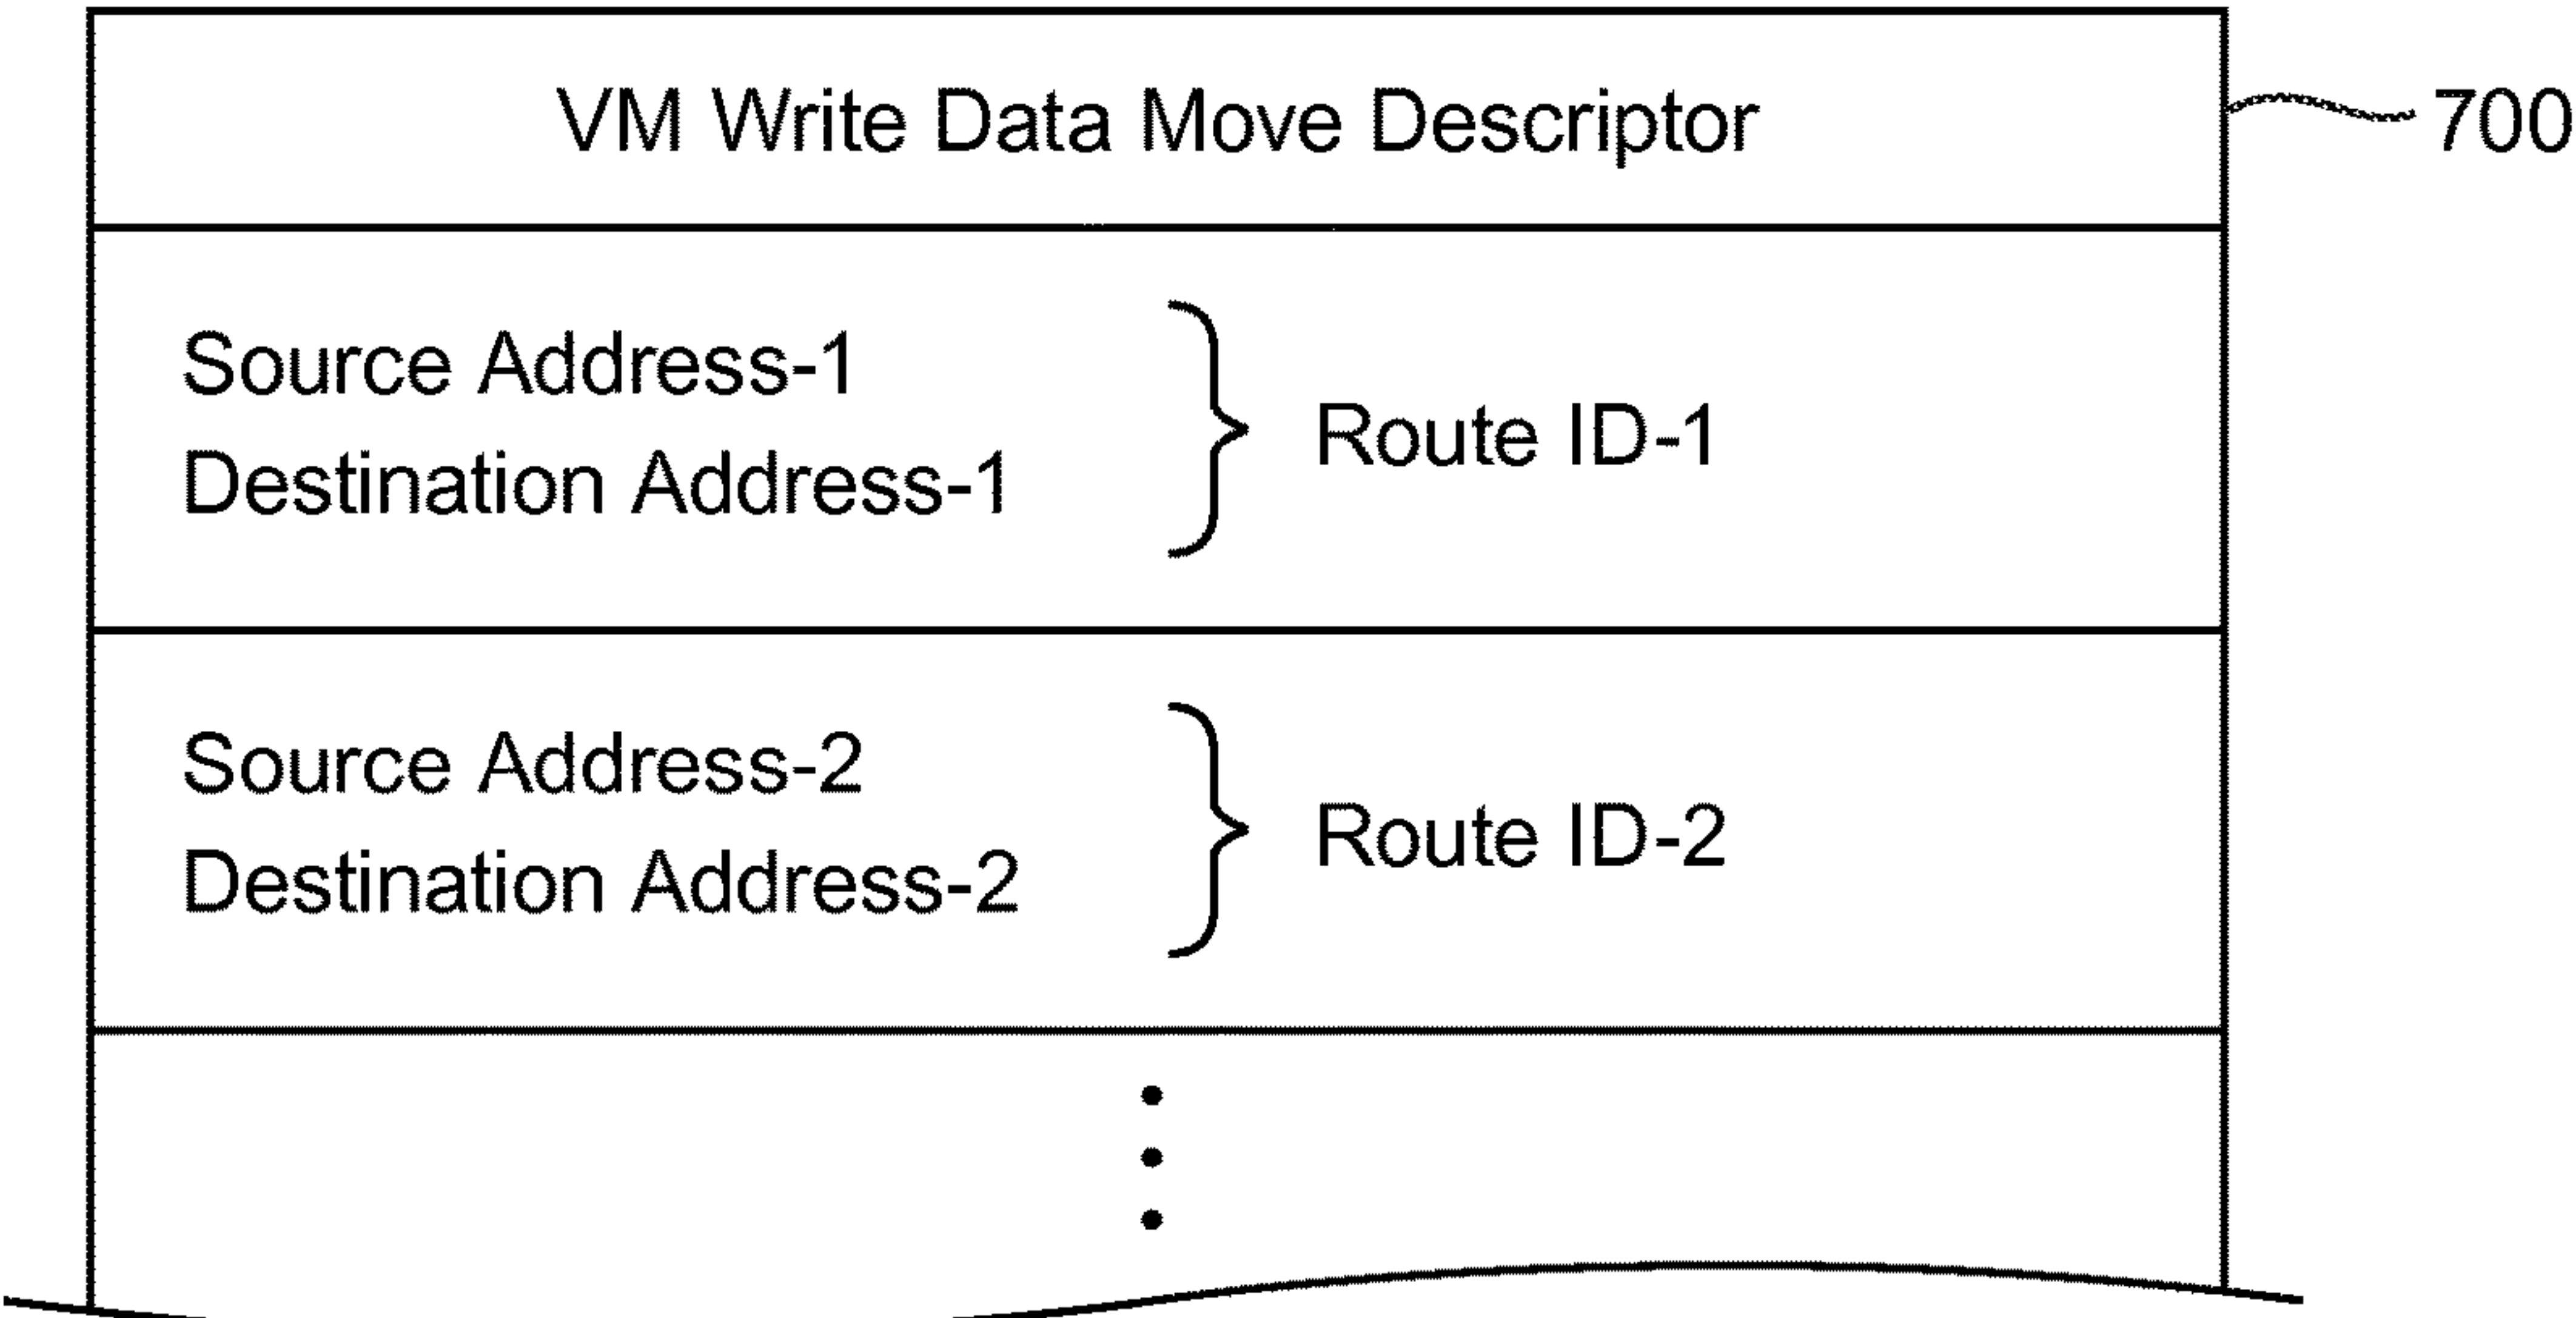 VM Write Data Move Descriptor
700
Source Address-1
Destination Address-1
Route ID-1
Source Address-2
Destination Address-2
Route ID-2